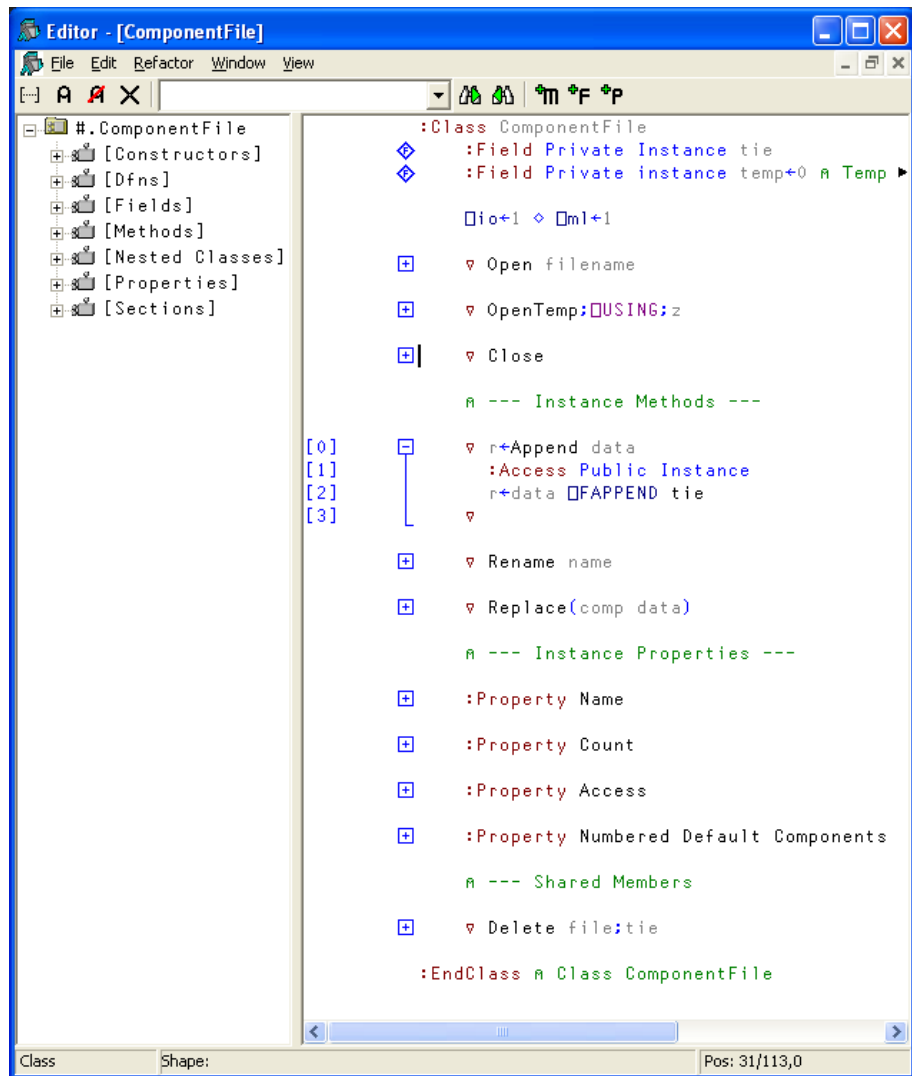 Editor - [ComponentFile]
File Edit Refactor Window View
[···] A A
m F P
#.ComponentFile
[Constructors]
[Dfns]
[Fields]
[Methods]
[Nested Classes]
[Properties]
[Sections]
:Class ComponentFile
:Field Private Instance tie
:Field Private instance temp←0 ⍝ Temp
⎕io←1 ⋄ ⎕ml←1
∇ Open filename
∇ OpenTemp;⎕USING;z
∇ Close
⍝ --- Instance Methods ---
[0] ∇ r←Append data
[1] :Access Public Instance
[2] r←data ⎕FAPPEND tie
[3] ∇
∇ Rename name
∇ Replace(comp data)
⍝ --- Instance Properties ---
:Property Name
:Property Count
:Property Access
:Property Numbered Default Components
⍝ --- Shared Members
∇ Delete file;tie
:EndClass ⍝ Class ComponentFile
Class Shape: Pos: 31/113,0